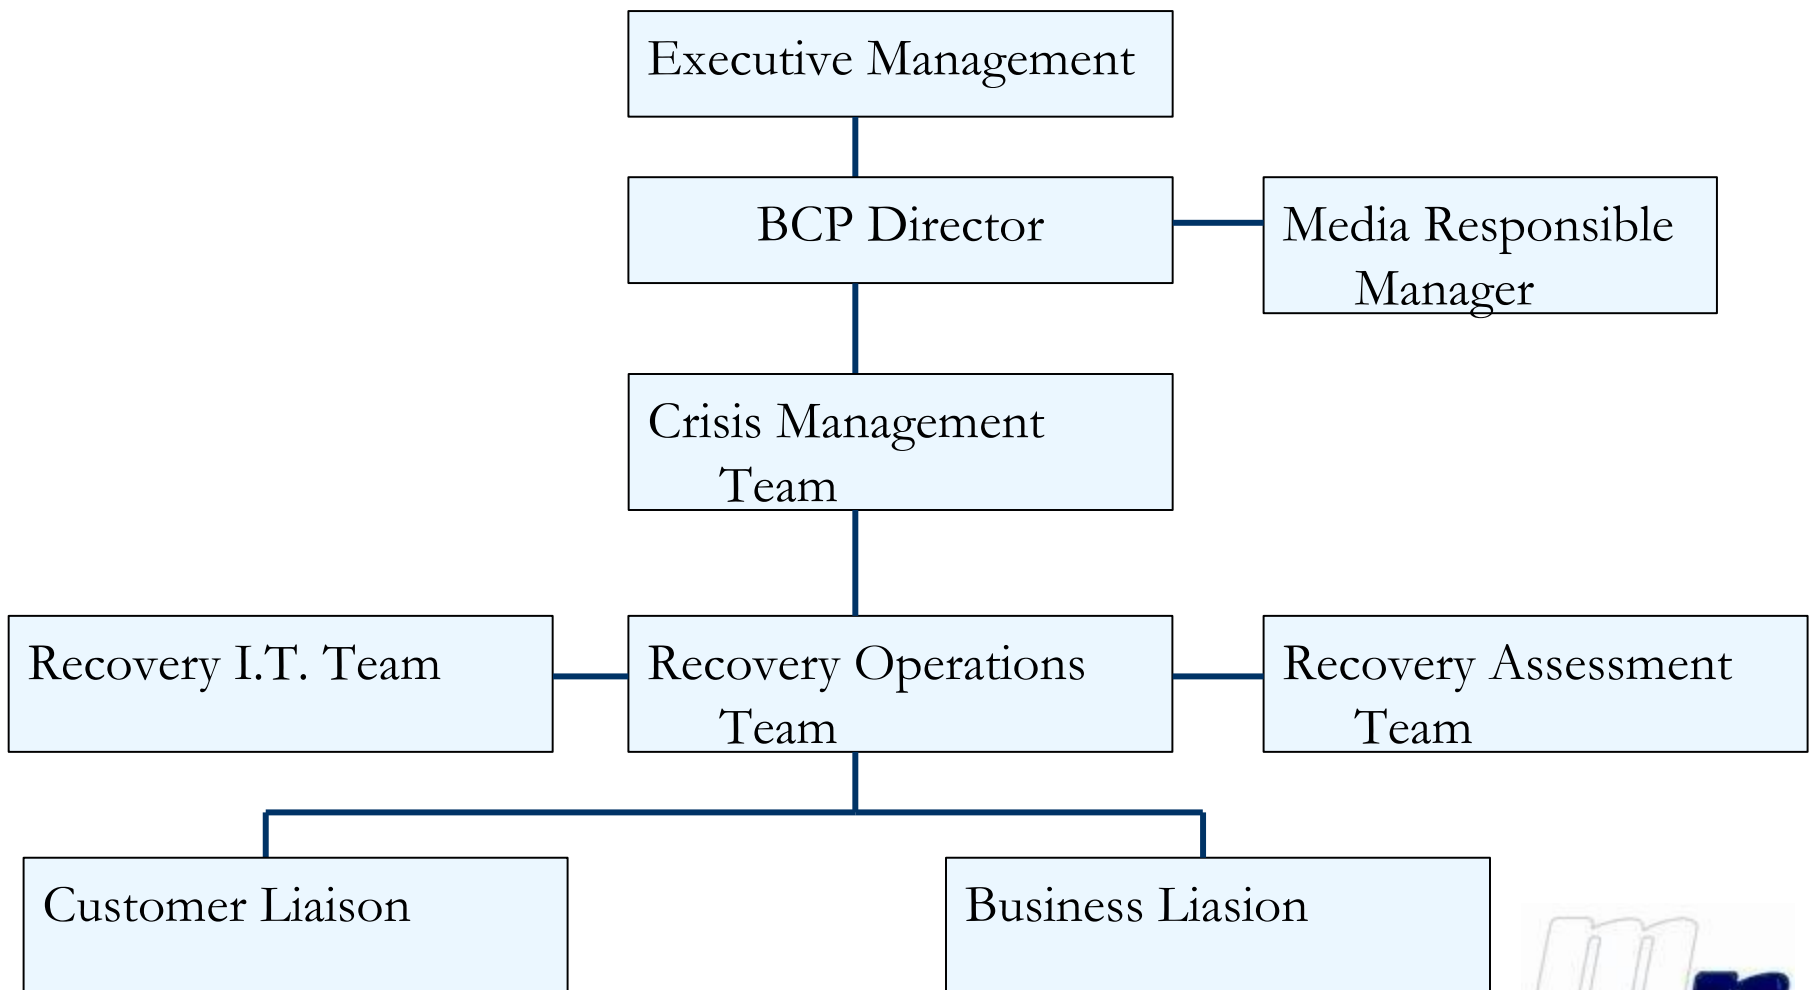 Executive Management
BCP Director
Media Responsible
Manager
Crisis Management
Team
Recovery I.T. Team
Recovery Operations
Team
Recovery Assessment
Team
Customer Liaison
Business Liasion